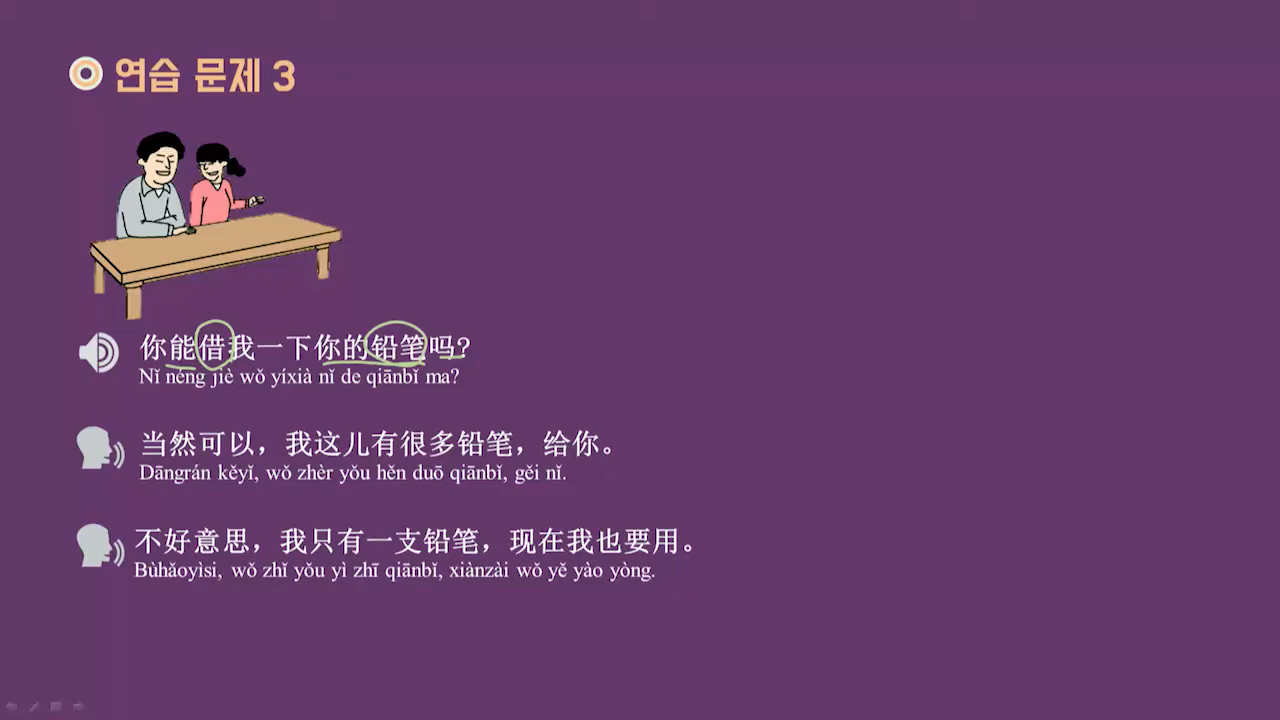 연습 문제 3
你能借我一下你的铅笔吗?
Nǐ néng jiè wǒ yíxià nǐ de qiānbǐ ma?
当然可以，我这儿有很多铅笔，给你。
Dāngrán kěyǐ, wǒ zhèr yǒu hěn duō qiānbǐ, gěi nǐ.
不好意思，我只有一支铅笔，现在我也要用。
Bùhǎoyìsi, wǒ zhǐ yǒu yì zhī qiānbǐ, xiànzài wǒ yě yào yòng.